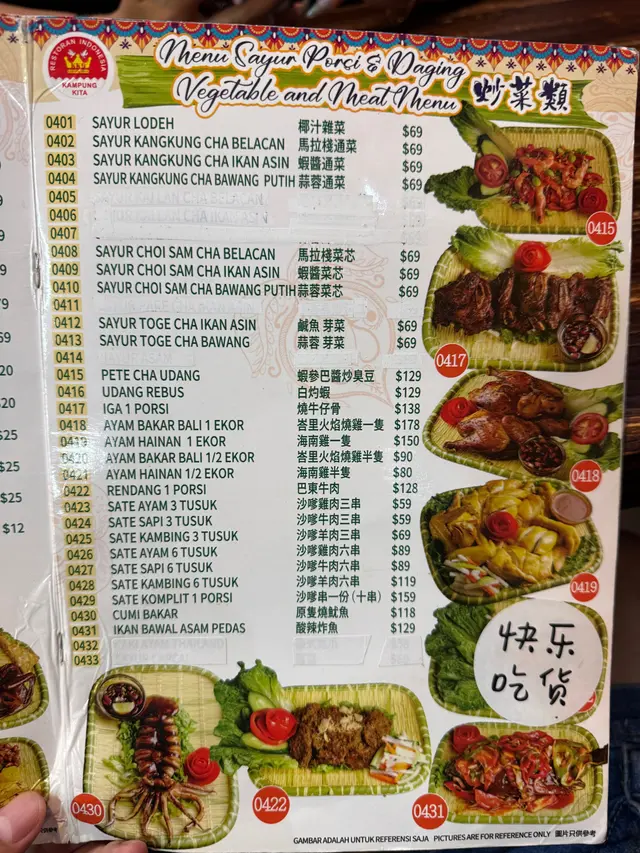 RESTORAN INDONESIA
KAMPUNG
KITA
Menu Sayur Porsi & Daging
Vegetable and Meat Menu 炒菜類
0401 SAYUR LODEH 椰汁雜菜 $69
0402 SAYUR KANGKUNG CHA BELACAN 馬拉棧通菜 $69
0403 SAYUR KANGKUNG CHA IKAN ASIN 蝦醬通菜 $69
0404 SAYUR KANGKUNG CHA BAWANG PUTIH 蒜蓉通菜 $69
0405
0406
0407
0408 SAYUR CHOI SAM CHA BELACAN 馬拉棧菜芯 $69
0409 SAYUR CHOI SAM CHA IKAN ASIN 蝦醬菜芯 $69
0410 SAYUR CHOI SAM CHA BAWANG PUTIH 蒜蓉菜芯 $69
0411
0412 SAYUR TOGE CHA IKAN ASIN 鹹魚 芽菜 $69
0413 SAYUR TOGE CHA BAWANG 蒜蓉 芽菜 $69
0414
0415 PETE CHA UDANG 蝦參巴醬炒臭豆 $129
0416 UDANG REBUS 白灼蝦 $129
0417 IGA 1 PORSI 燒牛仔骨 $138
0418 AYAM BAKAR BALI 1 EKOR 峇里火焰燒雞一隻 $178
0419 AYAM HAINAN 1 EKOR 海南雞一隻 $150
0420 AYAM BAKAR BALI 1/2 EKOR 峇里火焰燒雞半隻 $90
0421 AYAM HAINAN 1/2 EKOR 海南雞半隻 $80
0422 RENDANG 1 PORSI 巴東牛肉 $128
0423 SATE AYAM 3 TUSUK 沙嗲雞肉三串 $59
0424 SATE SAPI 3 TUSUK 沙嗲牛肉三串 $59
0425 SATE KAMBING 3 TUSUK 沙嗲羊肉三串 $69
0426 SATE AYAM 6 TUSUK 沙嗲雞肉六串 $89
0427 SATE SAPI 6 TUSUK 沙嗲牛肉六串 $89
0428 SATE KAMBING 6 TUSUK 沙嗲羊肉六串 $119
0429 SATE KOMPLIT 1 PORSI 沙嗲串一份(十串) $159
0430 CUMI BAKAR 原隻燒魷魚 $118
0431 IKAN BAWAL ASAM PEDAS 酸辣炸魚 $129
0432
0433
0415
0417
0418
0419
快乐
吃货
0430
0422
0431
GAMBAR ADALAH UNTUK REFERENSI SAJA PICTURES ARE FOR REFERENCE ONLY 圖片只供參考
$20
$25
$25
$25
$12